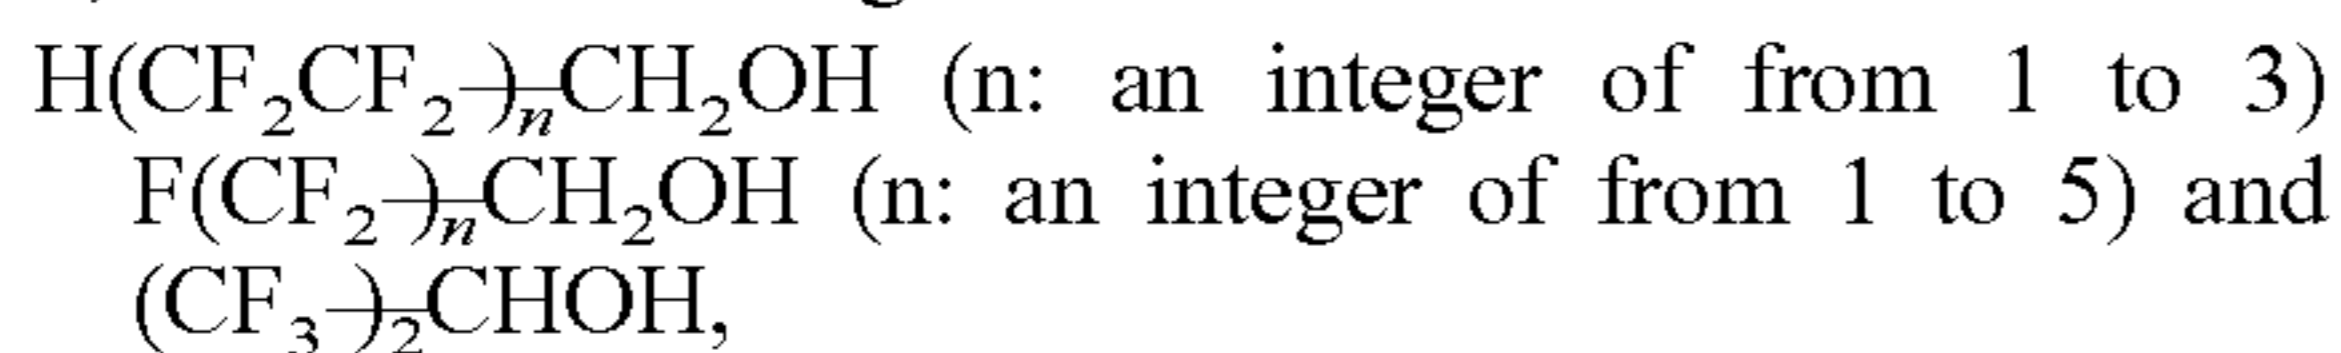 H(CF₂CF₂)ₙCH₂OH (n: an integer of from 1 to 3)
F(CF₂)ₙCH₂OH (n: an integer of from 1 to 5) and
(CF₃)₂CHOH,